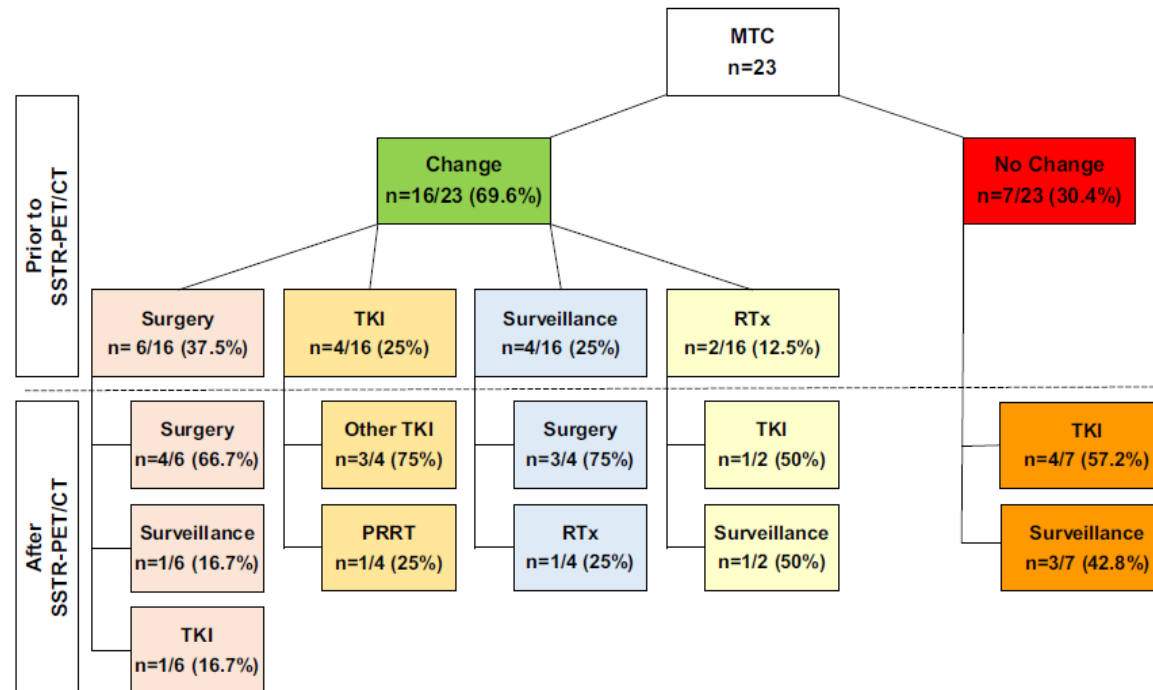 MTC
n=23
Prior to
SSTR-PET/CT
Change
n=16/23 (69.6%)
No Change
n=7/23 (30.4%)
Surgery
n= 6/16 (37.5%)
TKI
n=4/16 (25%)
Surveillance
n=4/16 (25%)
RTx
n=2/16 (12.5%)
After
SSTR-PET/CT
Surgery
n=4/6 (66.7%)
Other TKI
n=3/4 (75%)
Surgery
n=3/4 (75%)
TKI
n=1/2 (50%)
TKI
n=4/7 (57.2%)
Surveillance
n=1/6 (16.7%)
PRRT
n=1/4 (25%)
RTx
n=1/4 (25%)
Surveillance
n=1/2 (50%)
Surveillance
n=3/7 (42.8%)
TKI
n=1/6 (16.7%)